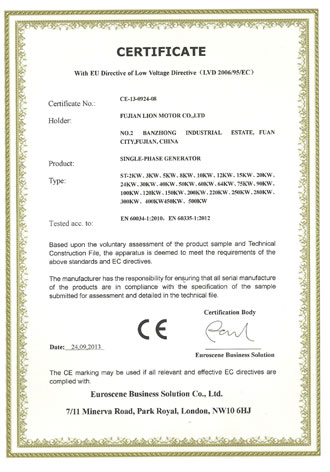 CERTIFICATE
With EU Directive of Low Voltage Directive (LVD 2006/95/EC)
Certificate No.: CE-13-0924-08
Holder: FUJIAN LION MOTOR CO.,LTD
NO.2 BANZHONG INDUSTRIAL ESTATE, FUAN
CITY,FUJIAN, CHINA
Product: SINGLE-PHASE GENERATOR
Type: ST-2KW, 3KW, 5KW, 8KW, 10KW, 12KW, 15KW, 20KW,
24KW, 30KW, 40KW, 50KW, 60KW, 64KW, 75KW, 90KW,
100KW, 120KW, 150KW, 200KW, 220KW, 250KW, 280KW,
300KW, 400KW450KW, 500KW
Tested acc. to: EN 60034-1:2010, EN 60335-1:2012
Based upon the voluntary assessment of the product sample and Technical
Construction File, the apparatus is deemed to meet the requirements of the
above standards and EC directives.
The manufacturer has the responsibility for ensuring that all serial manufacture
of the products are in compliance with the specification of the sample
submitted for assessment and detailed in the technical file.
Certification Body
CE
Euroscene Business Solution
Date: 24,09,2013
The CE marking may be used if all relevant and effective EC directives are
complied with.
Euroscene Business Solution Co., Ltd.
7/11 Minerva Road, Park Royal, London, NW10 6HJ